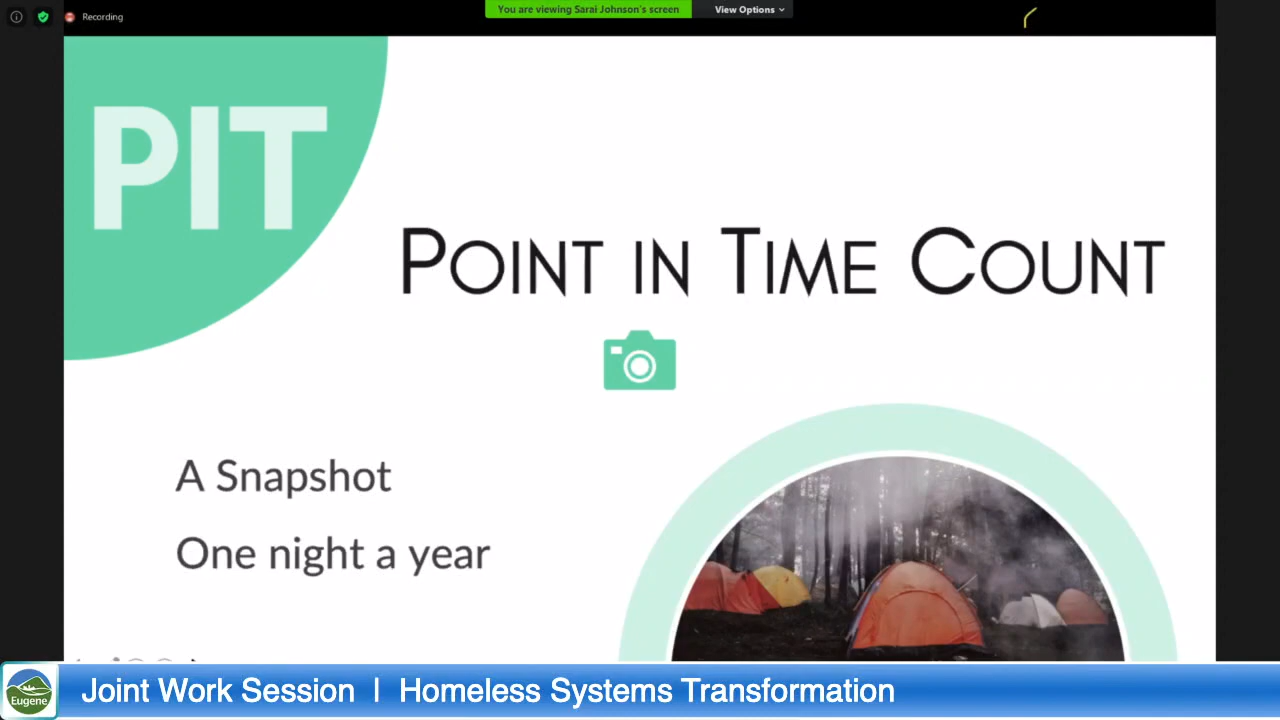 Recording
You are viewing Sarai Johnson's screen
View Options
PIT
POINT IN TIME COUNT
A Snapshot
One night a year
Eugene
Joint Work Session | Homeless Systems Transformation